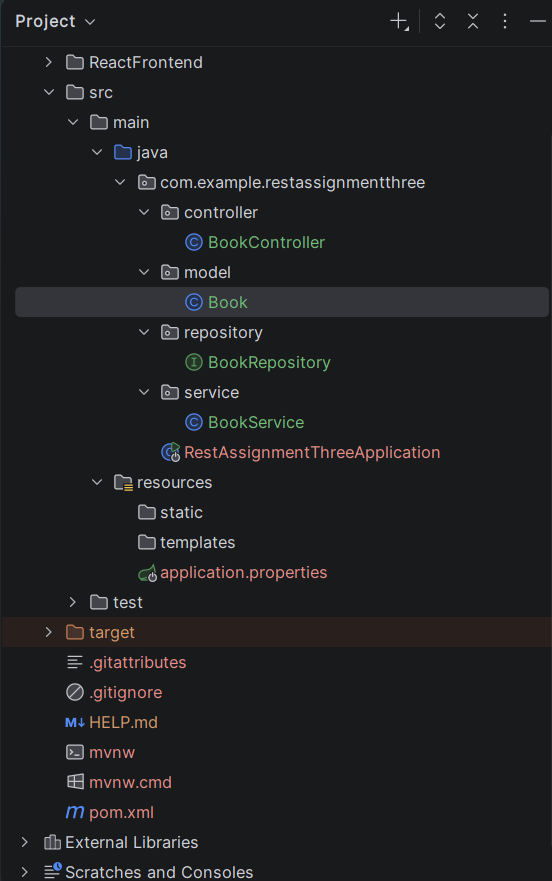 Project
ReactFrontend
src
main
java
com.example.restassignmentthree
controller
C BookController
model
C Book
repository
I BookRepository
service
C BookService
C RestAssignmentThreeApplication
resources
static
templates
application.properties
test
target
.gitattributes
.gitignore
M↓ HELP.md
mvnw
mvnw.cmd
m pom.xml
External Libraries
Scratches and Consoles